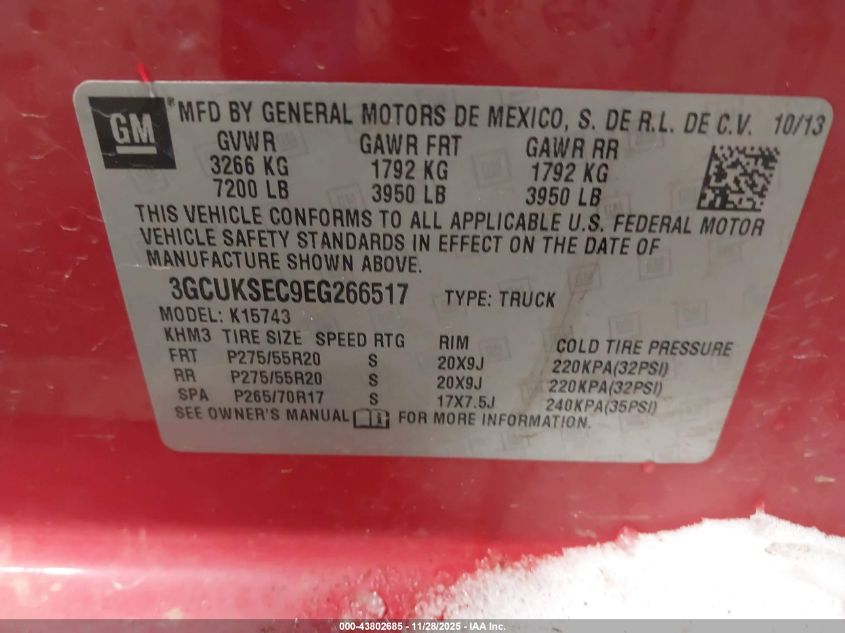 GM ® MFD BY GENERAL MOTORS DE MEXICO, S. DE R.L. DE C.V. 10/13
GVWR GAWR FRT GAWR RR
3266 KG 1792 KG 1792 KG
7200 LB 3950 LB 3950 LB
THIS VEHICLE CONFORMS TO ALL APPLICABLE U.S. FEDERAL MOTOR
VEHICLE SAFETY STANDARDS IN EFFECT ON THE DATE OF
MANUFACTURE SHOWN ABOVE.
3GCUKSEC9EG266517 TYPE: TRUCK
MODEL: K15743
KHM3 TIRE SIZE SPEED RTG RIM COLD TIRE PRESSURE
FRT P275/55R20 S 20X9J 220KPA(32PSI)
RR P275/55R20 S 20X9J 220KPA(32PSI)
SPA P265/70R17 S 17X7.5J 240KPA(35PSI)
SEE OWNER'S MANUAL FOR MORE INFORMATION.
000-43802685 - 11/28/2025 - IAA Inc.